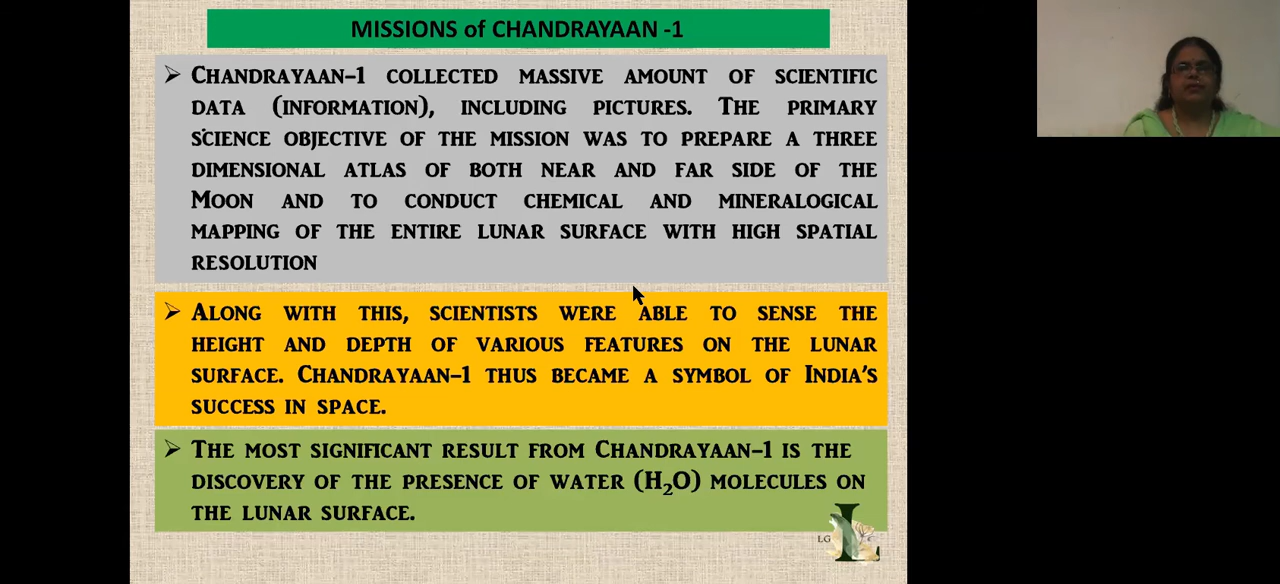 MISSIONS of CHANDRAYAAN -1
➢ CHANDRAYAAN-1 COLLECTED MASSIVE AMOUNT OF SCIENTIFIC
DATA (INFORMATION), INCLUDING PICTURES. THE PRIMARY
SCIENCE OBJECTIVE OF THE MISSION WAS TO PREPARE A THREE
DIMENSIONAL ATLAS OF BOTH NEAR AND FAR SIDE OF THE
MOON AND TO CONDUCT CHEMICAL AND MINERALOGICAL
MAPPING OF THE ENTIRE LUNAR SURFACE WITH HIGH SPATIAL
RESOLUTION
➢ ALONG WITH THIS, SCIENTISTS WERE ABLE TO SENSE THE
HEIGHT AND DEPTH OF VARIOUS FEATURES ON THE LUNAR
SURFACE. CHANDRAYAAN-1 THUS BECAME A SYMBOL OF INDIA'S
SUCCESS IN SPACE.
➢ THE MOST SIGNIFICANT RESULT FROM CHANDRAYAAN-1 IS THE
DISCOVERY OF THE PRESENCE OF WATER (H₂O) MOLECULES ON
THE LUNAR SURFACE.
LG L